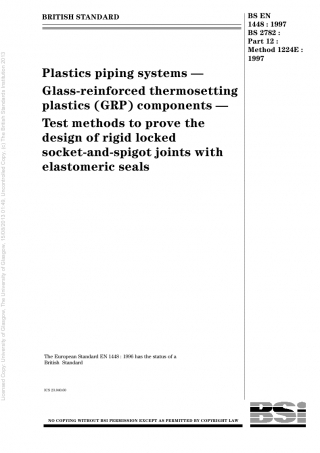 BRITISH STANDARD
BS EN
1448 : 1997
BS 2782 :
Part 12 :
Method 1224E :
1997
Plastics piping systems —
Glass-reinforced thermosetting
plastics (GRP) components —
Test methods to prove the
design of rigid locked
socket-and-spigot joints with
elastomeric seals
The European Standard EN 1448 : 1996 has the status of a
British Standard
NO COPYING WITHOUT BSI PERMISSION EXCEPT AS PERMITTED BY COPYRIGHT LAW
BSI
Licensed Copy: University of Glasgow, The University of Glasgow,
Uncontrolled Copy, (c) The British Standards Institution 2013